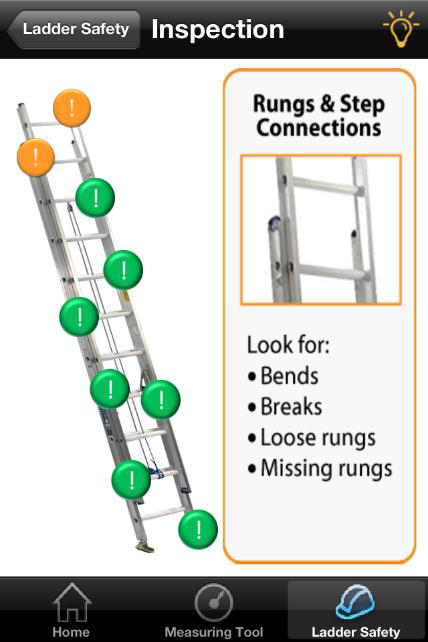 Ladder Safety
Inspection
!
!
!
!
!
!
!
!
!
Rungs & Step
Connections
Look for:
• Bends
• Breaks
• Loose rungs
• Missing rungs
Home
Measuring Tool
Ladder Safety